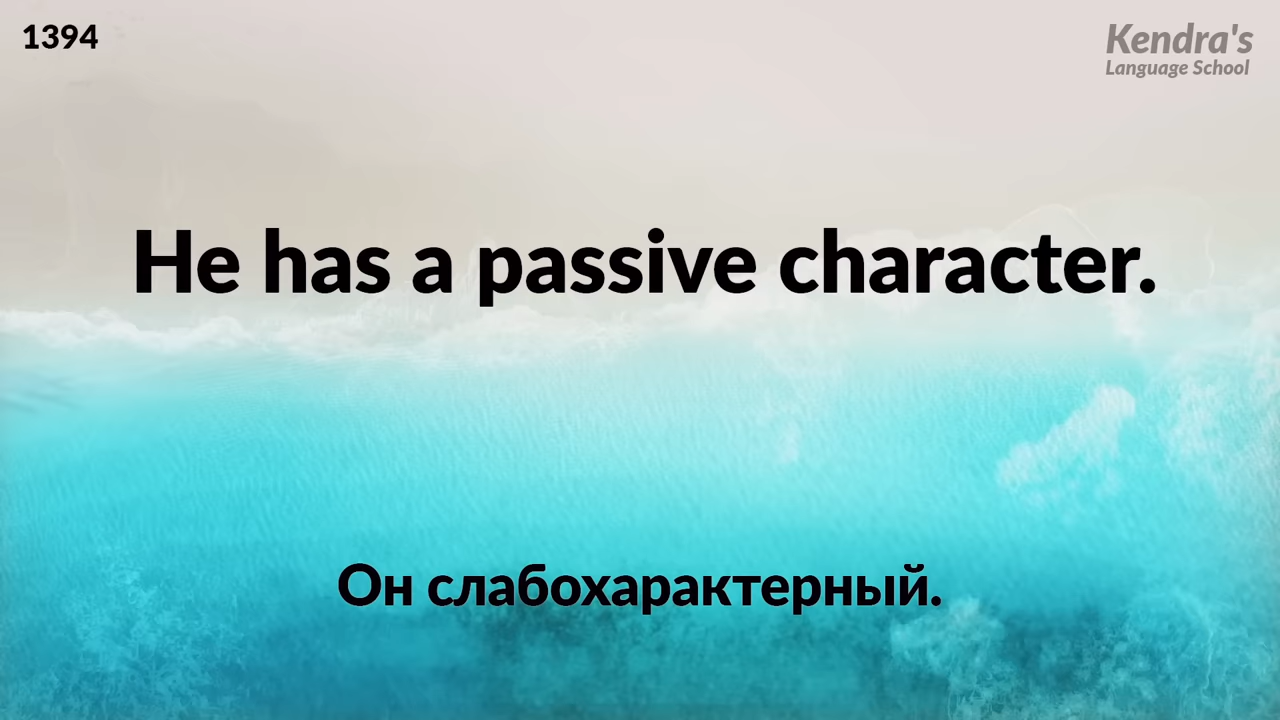 1394
Kendra's
Language School
He has a passive character.
Он слабохарактерный.